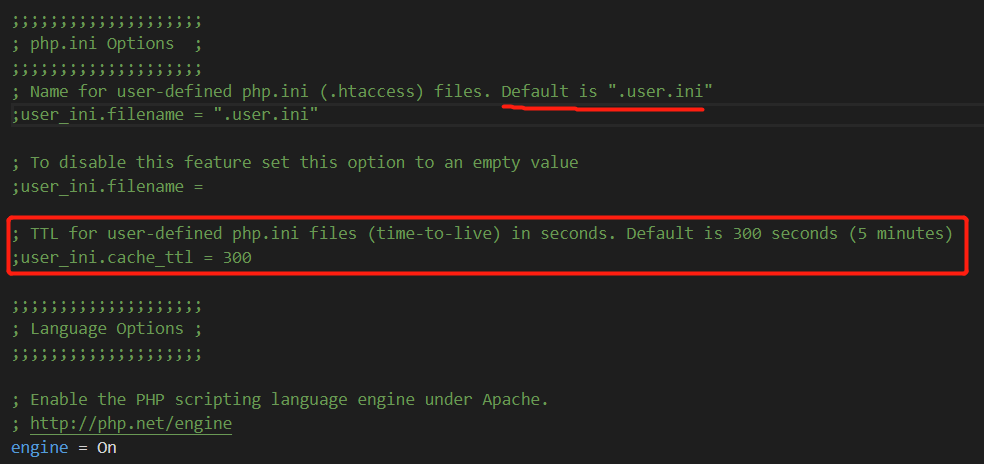 ;;;;;;;;;;;;;;;;;;;;
; php.ini Options  ;
;;;;;;;;;;;;;;;;;;;;
; Name for user-defined php.ini (.htaccess) files. Default is ".user.ini"
;user_ini.filename = ".user.ini"
; To disable this feature set this option to an empty value
;user_ini.filename =
; TTL for user-defined php.ini files (time-to-live) in seconds. Default is 300 seconds (5 minutes)
;user_ini.cache_ttl = 300
;;;;;;;;;;;;;;;;;;;;
; Language Options ;
;;;;;;;;;;;;;;;;;;;;
; Enable the PHP scripting language engine under Apache.
; http://php.net/engine
engine = On